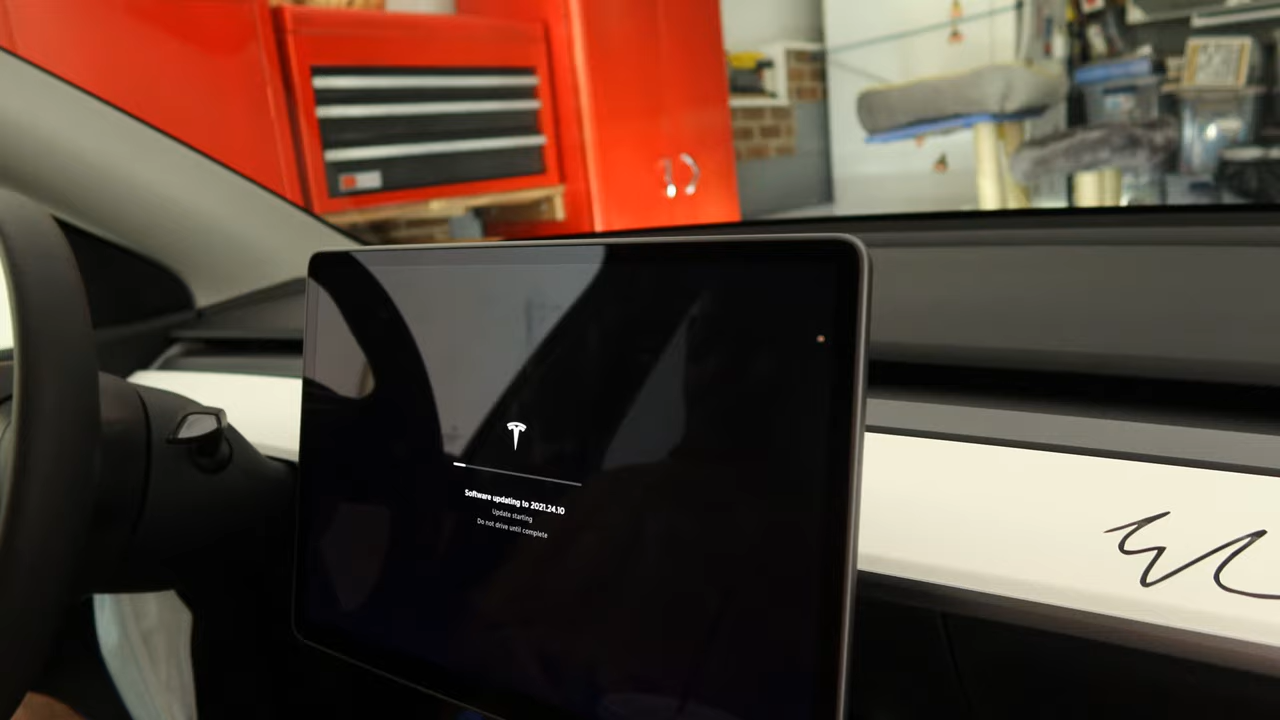 Software updating to 2021.24.10
Update starting
Do not drive until complete